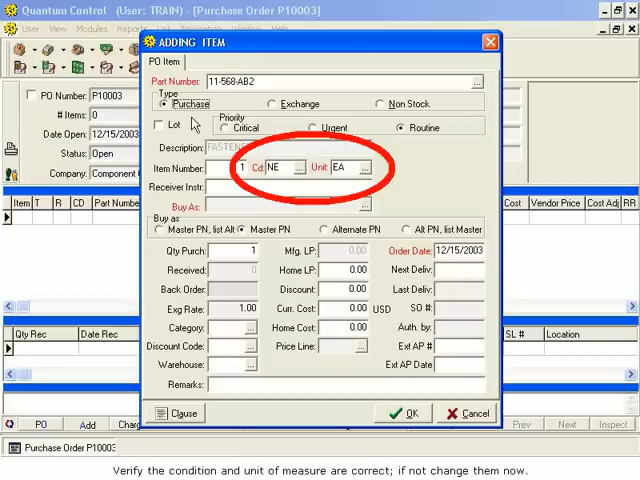 Quantum Control (User: TRAIN) - [Purchase Order P10003]
User View Modules Reports Navigation Window Help
ADDING ITEM
PO Item
Part Number: 11-568-AB2 ...
Type
Purchase Exchange Non Stock
Lot
Priority
Critical Urgent Routine
Description: FASTENE
Item Number: 1 Cd: NE ... Unit: EA ...
Receiver Instr:
Buy As: ...
Buy as
Master PN, list Alt Master PN Alternate PN Alt PN, list Master
Qty Purch: 1 Mfg. LP: 0.00 Order Date: 12/15/2003
Received: 0 Home LP: 0.00 Next Deliv:
Back Order: Discount: 0.00 Last Deliv:
Exg Rate: 1.00 Curr. Cost: 0.00 USD SO #:
Category: ... Home Cost: 0.00 Auth. by:
Discount Code: ... Price Line: ... Ext AP #
Warehouse: ... Ext AP Date
Remarks:
Clause OK Cancel
PO Number: P10003
# Items: 0
Date Open: 12/15/2003
Status: Open
Company: Component C
Item T R CD Part Number Cost Vendor Price Cost Adj RR
Qty Rec Date Rec SL # Location
PO Add Charg Prev Next Inspect
Purchase Order P10003
Verify the condition and unit of measure are correct; if not change them now.